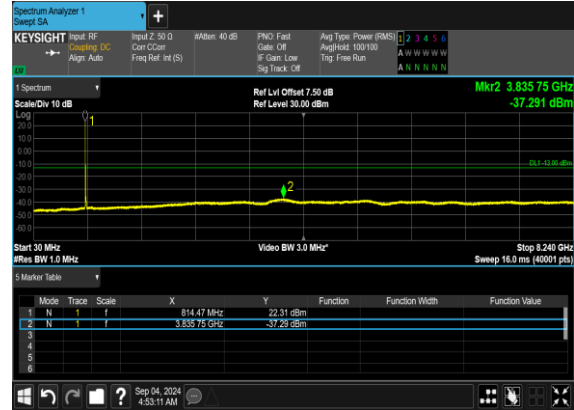 Spectrum Analyzer 1
Swept SA
+
KEYSIGHT Input: RF Input Z: 50 Ω #Atten: 40 dB PNO: Fast Avg Type: Power (RMS) 1 2 3 4 5 6
Coupling: DC Corr CCorr Gate: Off Avg|Hold: 100/100 A W W W W W
Align: Auto Freq Ref: Int (S) IF Gain: Low Trig: Free Run
Sig Track: Off A N N N N N
1 Spectrum Ref Lvl Offset 7.50 dB Mkr2 3.835 75 GHz
Scale/Div 10 dB Ref Level 30.00 dBm -37.291 dBm
Log
1
20.0
10.0
0.00
-10.0
DL1 -13.00 dBm
-20.0
-30.0
2
-40.0
-50.0
-60.0
Start 30 MHz Video BW 3.0 MHz* Stop 8.240 GHz
#Res BW 1.0 MHz Sweep 16.0 ms (40001 pts)
5 Marker Table
Mode Trace Scale X Y Function Function Width Function Value
1 N 1 f 814.47 MHz 22.31 dBm
2 N 1 f 3.835 75 GHz -37.29 dBm
3
4
5
6
? Sep 04, 2024
4:53:11 AM